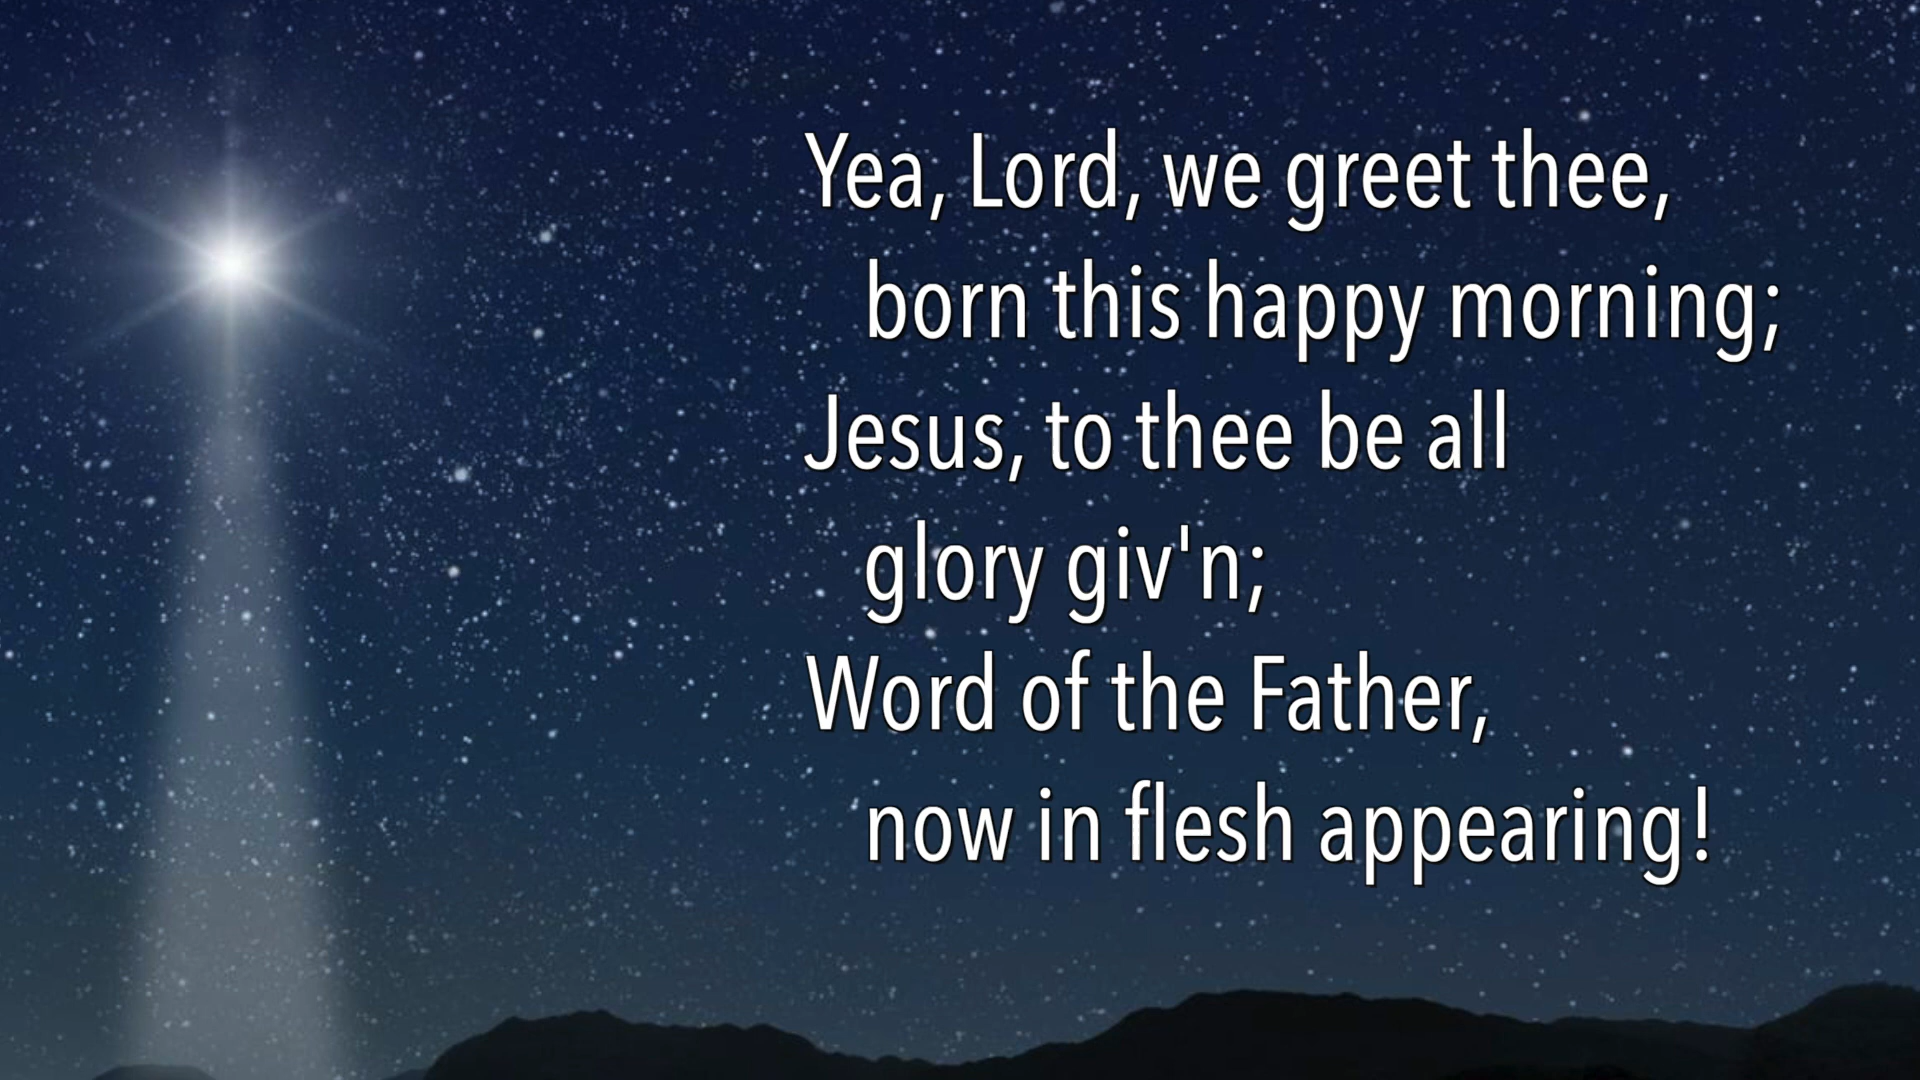 Yea, Lord, we greet thee,
born this happy morning;
Jesus, to thee be all
glory giv'n;
Word of the Father,
now in flesh appearing!